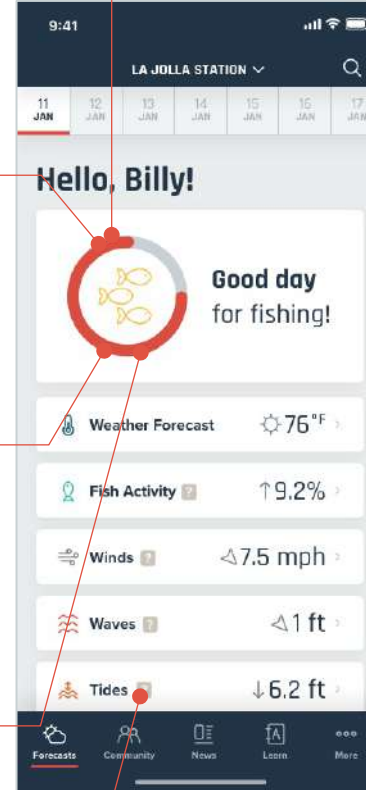 9:41
LA JOLLA STATION
11 12 13 14 15 16 17
JAN JAN JAN JAN JAN JAN JAN
Hello, Billy!
Good day
for fishing!
Weather Forecast 76°F
Fish Activity ? ↑9.2%
Winds ? 7.5 mph
Waves ? 1 ft
Tides ? ↓6.2 ft
Forecasts Community News Learn More